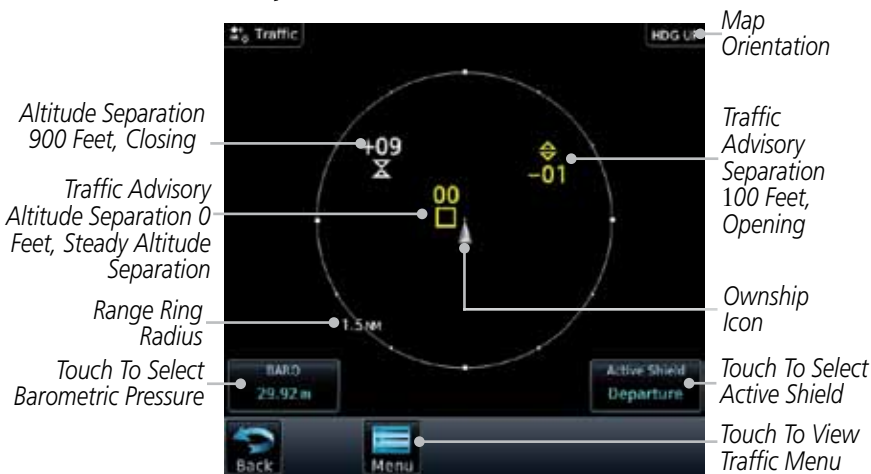 Traffic
HDG UP
Map
Orientation
Altitude Separation
900 Feet, Closing
+09
Traffic
Advisory
Separation
100 Feet,
Opening
-01
Traffic Advisory
Altitude Separation 0
Feet, Steady Altitude
Separation
00
Ownship
Icon
Range Ring
Radius
1.5NM
Touch To Select
Barometric Pressure
BARO
29.92 in
Active Shield
Departure
Touch To Select
Active Shield
Back
Menu
Touch To View
Traffic Menu